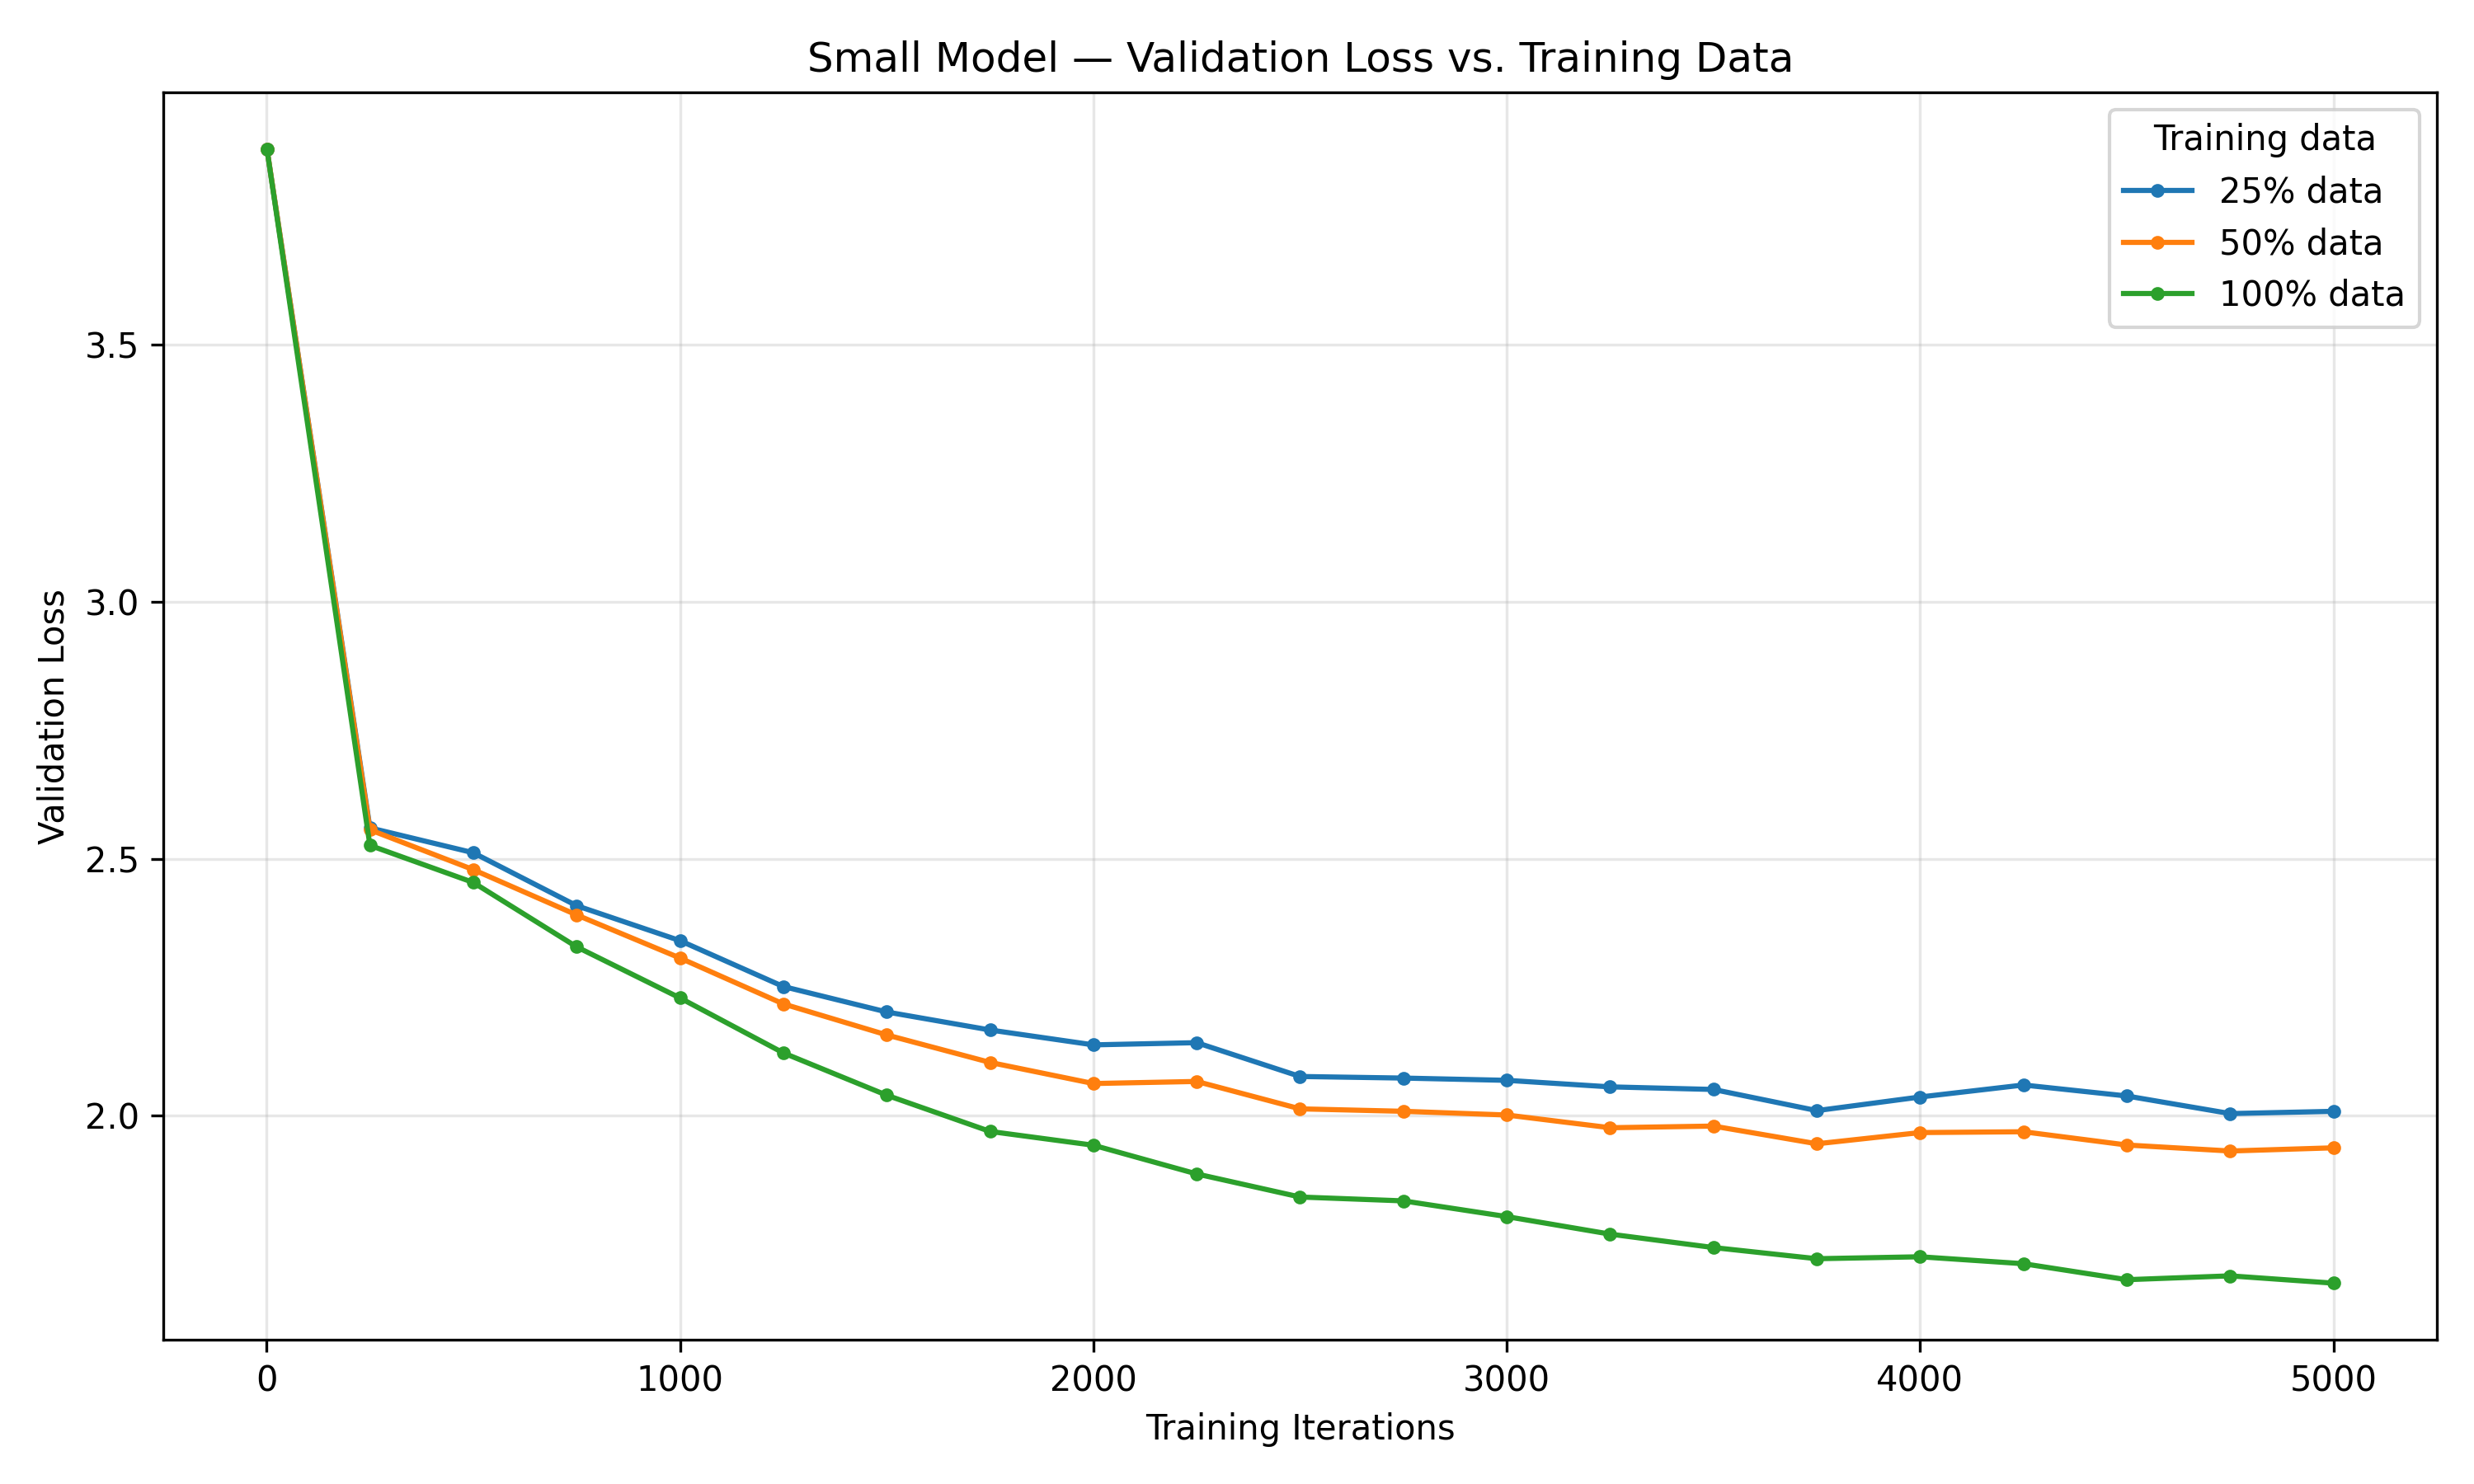 Small Model — Validation Loss vs. Training Data
Training data
25% data
50% data
100% data
Validation Loss
3.5
3.0
2.5
2.0
0 1000 2000 3000 4000 5000
Training Iterations